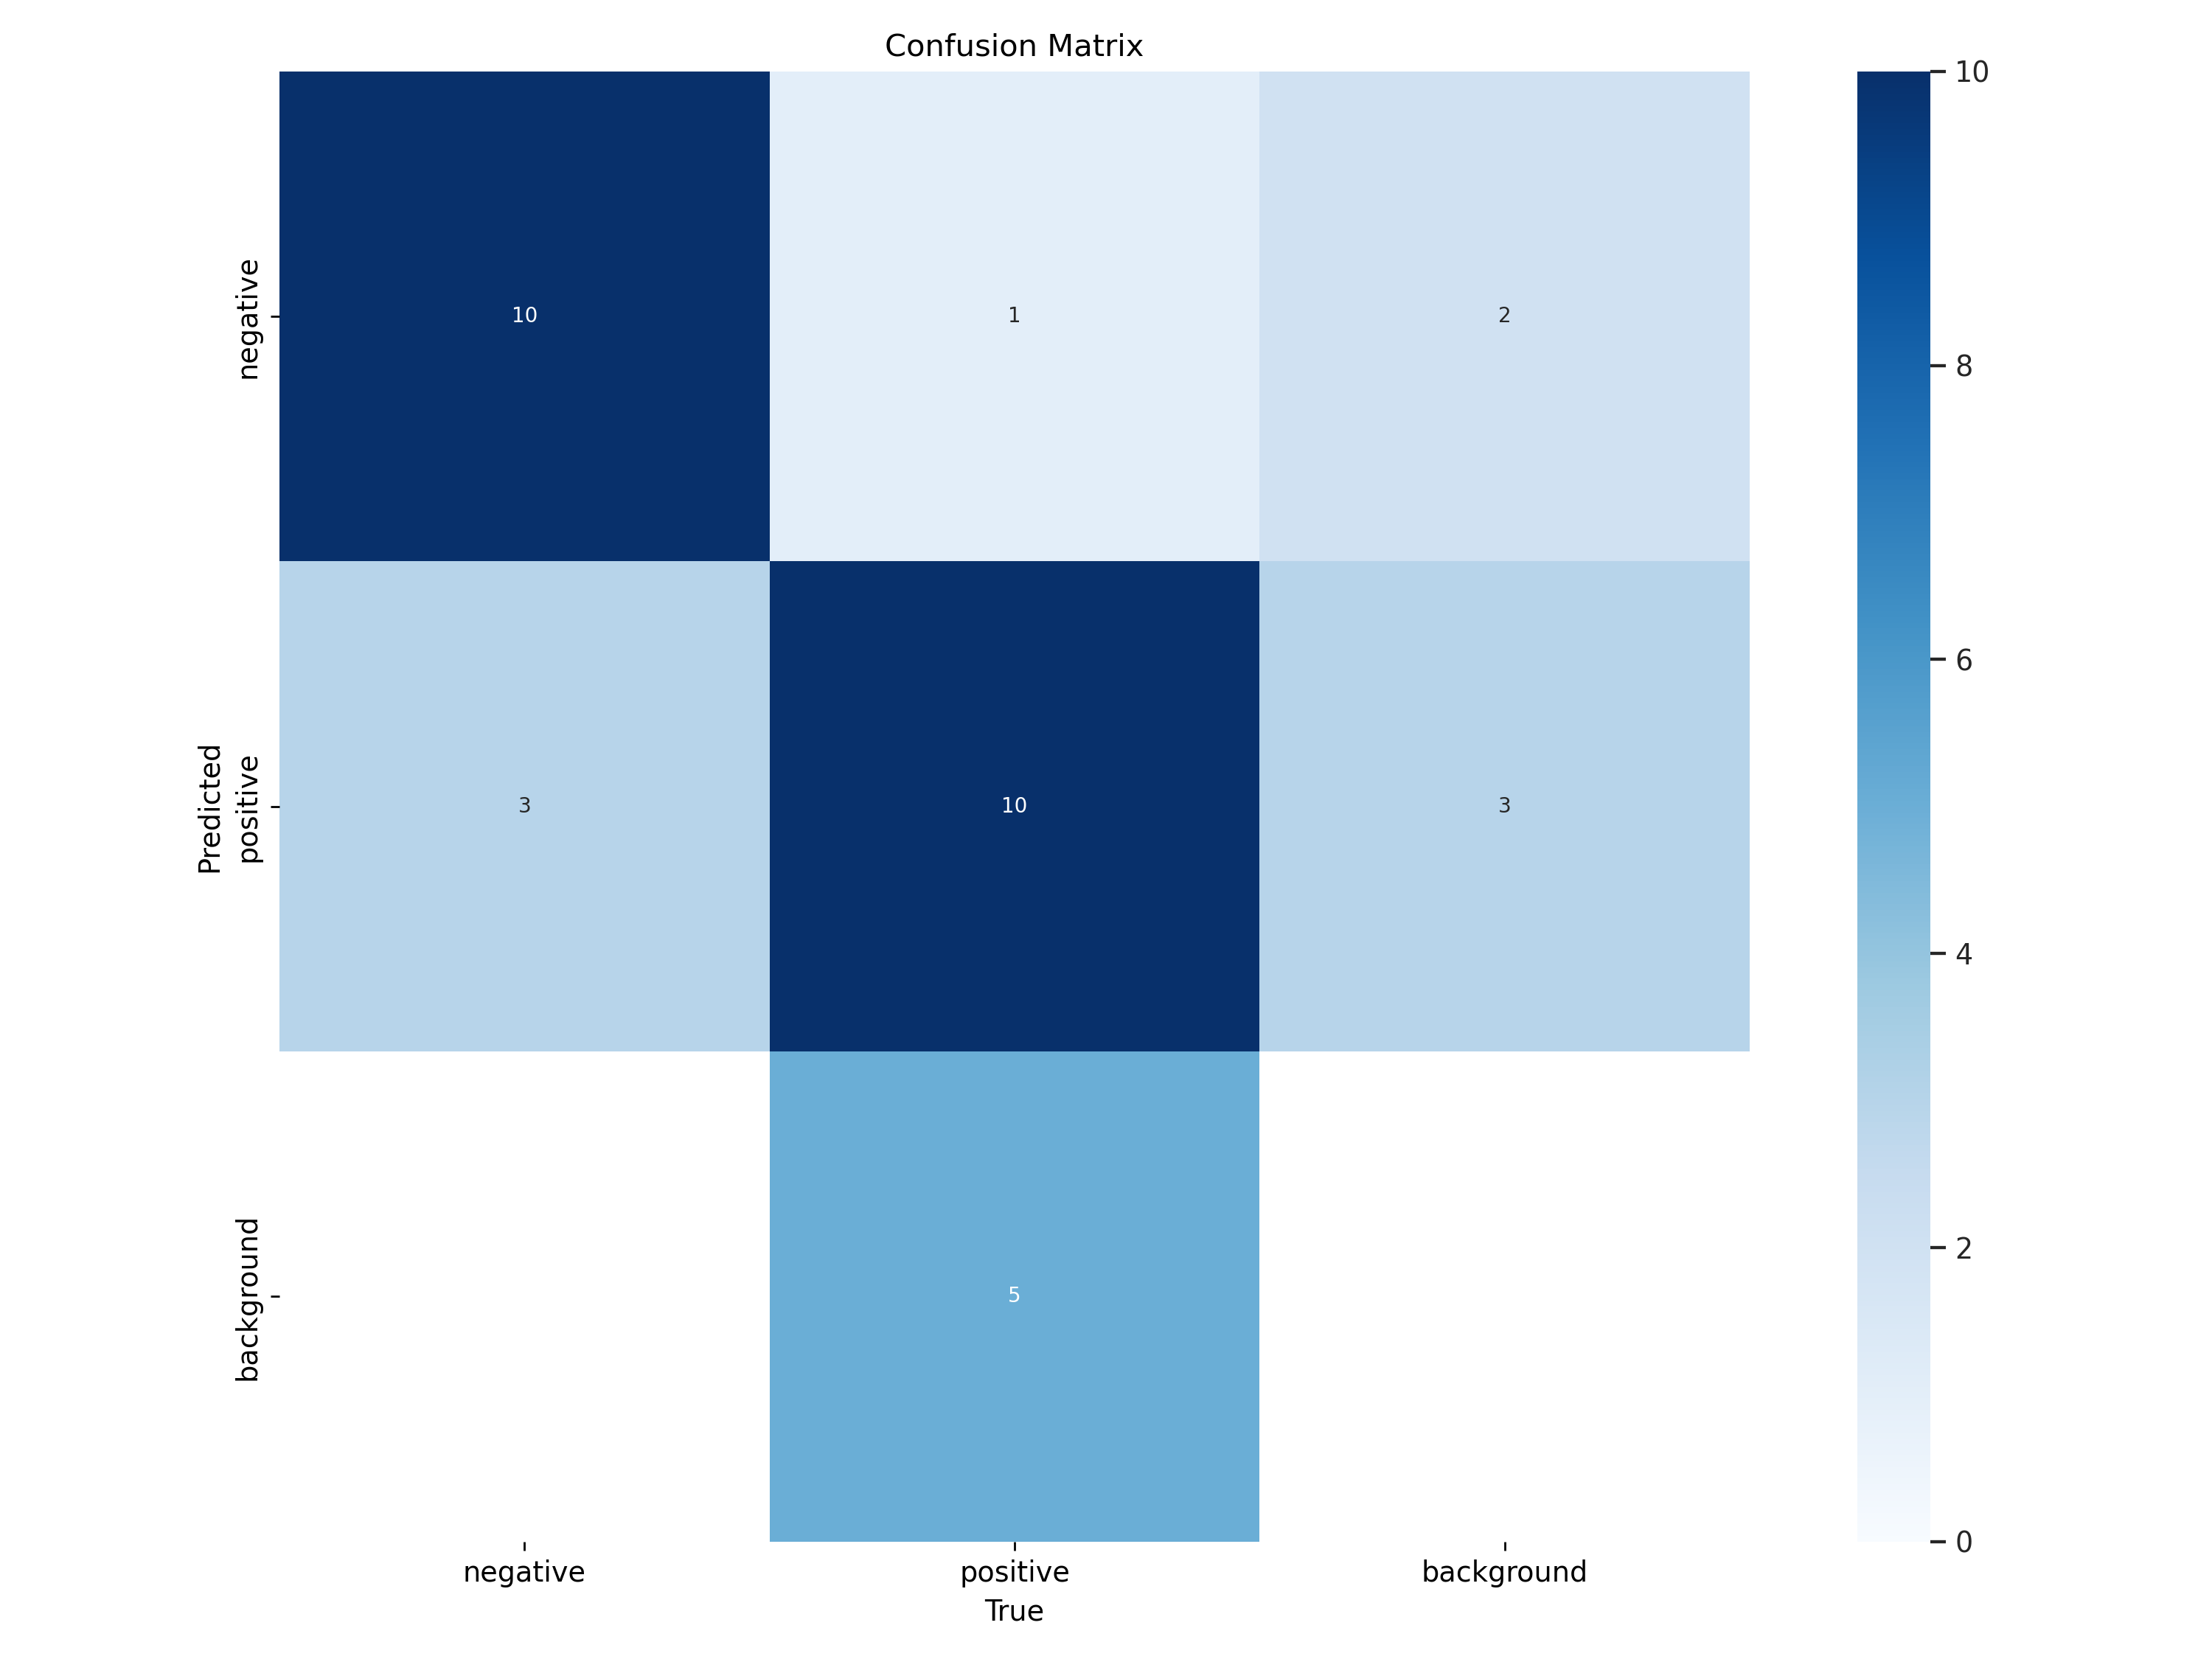 Confusion Matrix
negative
10
1
2
10
8
6
4
2
0
Predicted
positive
3
10
3
background
5
negative
positive
background
True